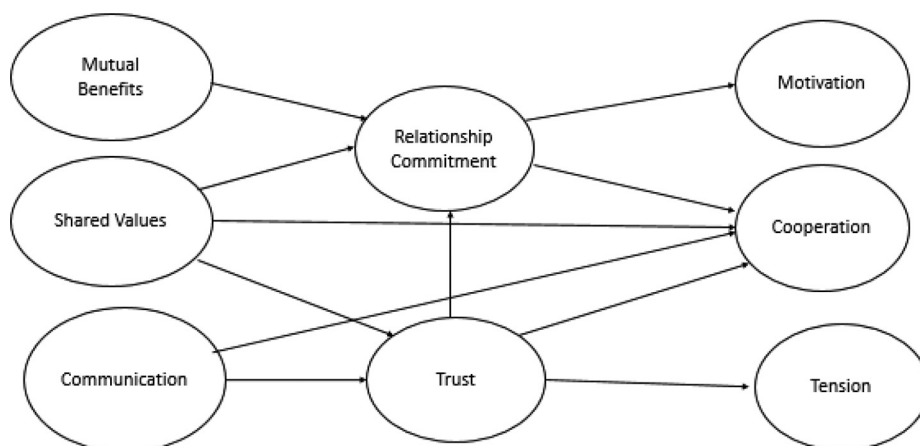 Mutual
Benefits
Motivation
Relationship
Commitment
Shared Values
Cooperation
Communication
Trust
Tension